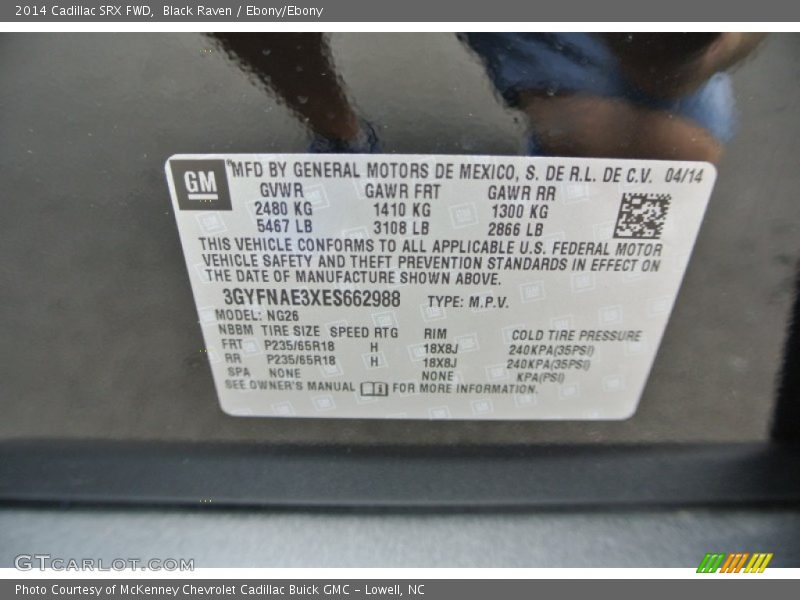 2014 Cadillac SRX FWD,  Black Raven / Ebony/Ebony
GM
MFD BY GENERAL MOTORS DE MEXICO, S. DE R.L. DE C.V. 04/14
GVWR GAWR FRT GAWR RR
2480 KG 1410 KG 1300 KG
5467 LB 3108 LB 2866 LB
THIS VEHICLE CONFORMS TO ALL APPLICABLE U.S. FEDERAL MOTOR
VEHICLE SAFETY AND THEFT PREVENTION STANDARDS IN EFFECT ON
THE DATE OF MANUFACTURE SHOWN ABOVE.
3GYFNAE3XES662988 TYPE: M.P.V.
MODEL: NG26
NBBM TIRE SIZE SPEED RTG RIM COLD TIRE PRESSURE
FRT P235/65R18 H 18X8J 240KPA(35PSI)
RR P235/65R18 H 18X8J 240KPA(35PSI)
SPA NONE NONE KPA(PSI)
SEE OWNER'S MANUAL FOR MORE INFORMATION.
GTCARLOT.COM
Photo Courtesy of McKenney Chevrolet Cadillac Buick GMC – Lowell, NC